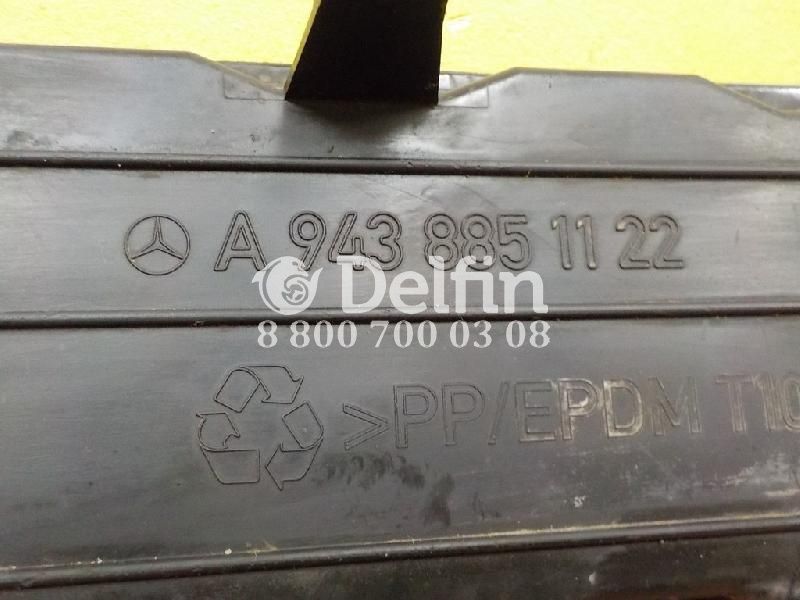 A 943 885 11 22
Delfin
8 800 700 03 08
>PP/EPDM T10